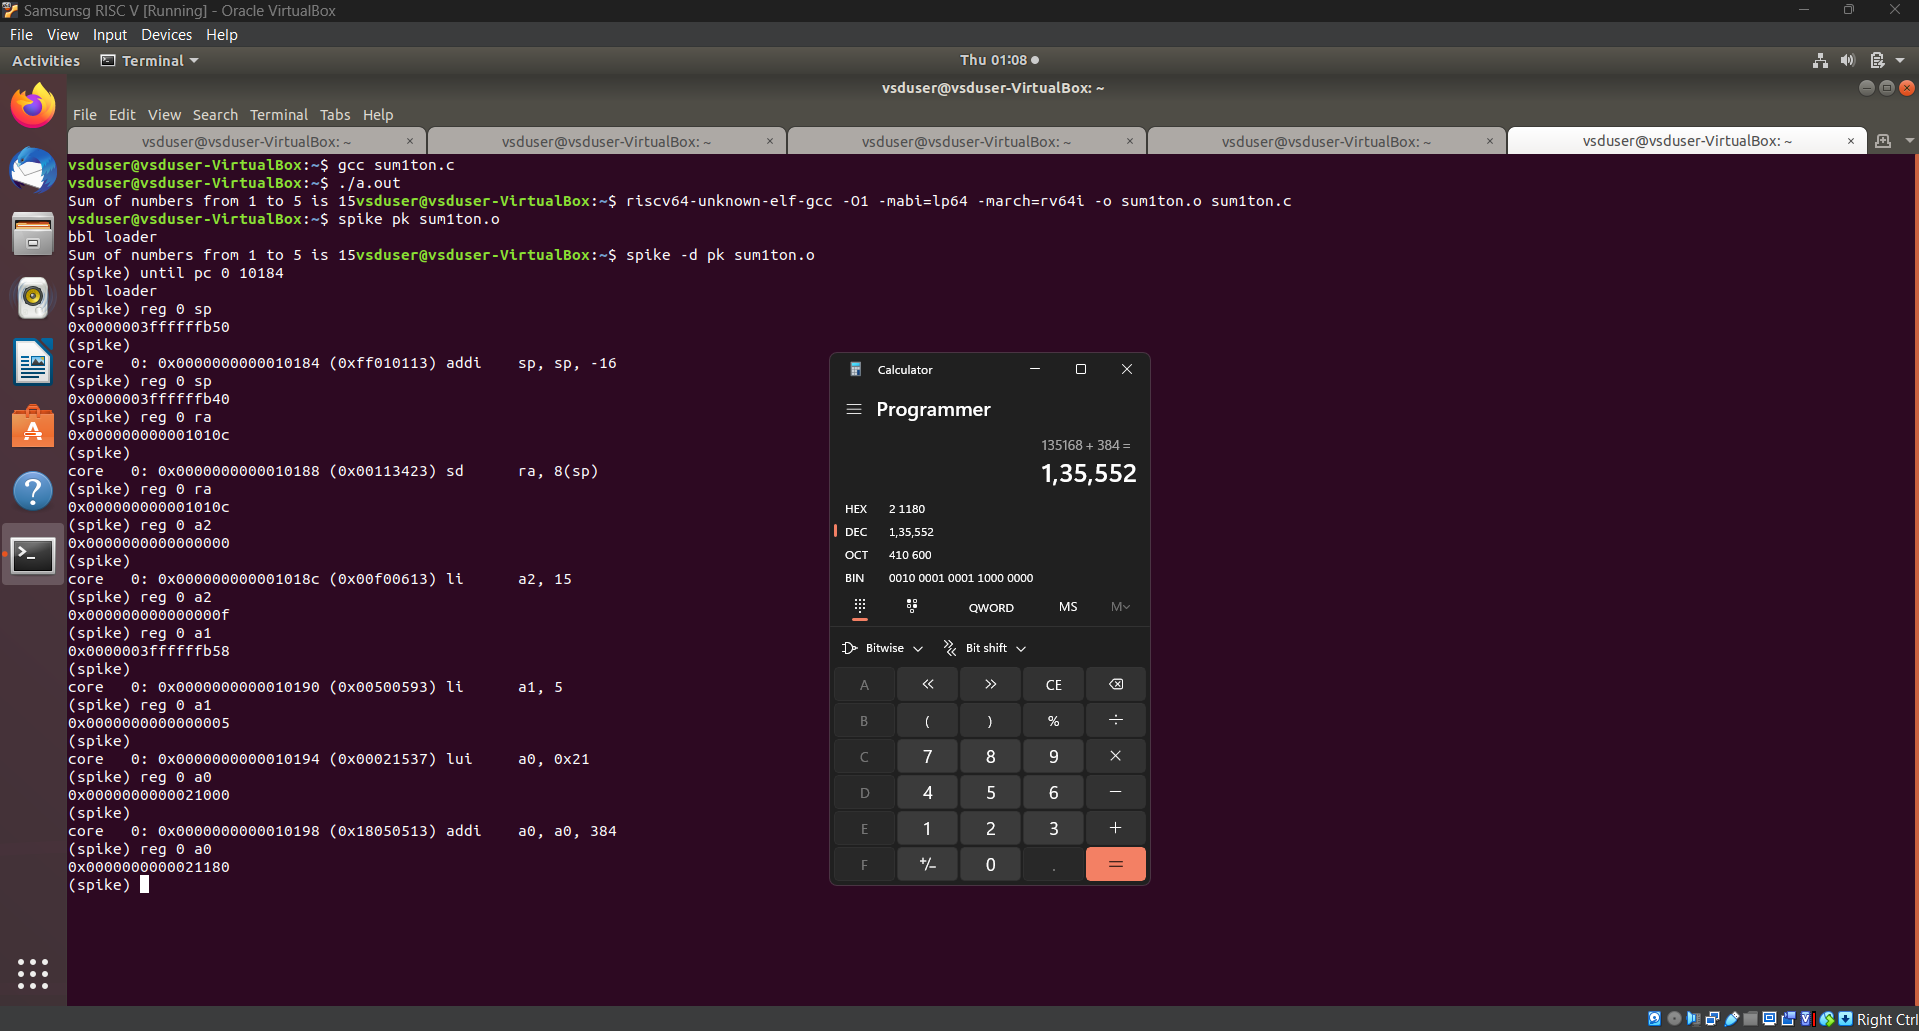 Samsunsg RISC V [Running] - Oracle VirtualBox
File View Input Devices Help
Activities Terminal Thu 01:08
vsduser@vsduser-VirtualBox: ~
File Edit View Search Terminal Tabs Help
vsduser@vsduser-VirtualBox: ~ × vsduser@vsduser-VirtualBox: ~ × vsduser@vsduser-VirtualBox: ~ × vsduser@vsduser-VirtualBox: ~ × vsduser@vsduser-VirtualBox: ~ ×
vsduser@vsduser-VirtualBox:~$ gcc sum1ton.c
vsduser@vsduser-VirtualBox:~$ ./a.out
Sum of numbers from 1 to 5 is 15vsduser@vsduser-VirtualBox:~$ riscv64-unknown-elf-gcc -O1 -mabi=lp64 -march=rv64i -o sum1ton.o sum1ton.c
vsduser@vsduser-VirtualBox:~$ spike pk sum1ton.o
bbl loader
Sum of numbers from 1 to 5 is 15vsduser@vsduser-VirtualBox:~$ spike -d pk sum1ton.o
(spike) until pc 0 10184
bbl loader
(spike) reg 0 sp
0x0000003ffffffb50
(spike)
core   0: 0x0000000000010184 (0xff010113) addi    sp, sp, -16
(spike) reg 0 sp
0x0000003ffffffb40
(spike) reg 0 ra
0x000000000001010c
(spike)
core   0: 0x0000000000010188 (0x00113423) sd      ra, 8(sp)
(spike) reg 0 ra
0x000000000001010c
(spike) reg 0 a2
0x0000000000000000
(spike)
core   0: 0x000000000001018c (0x00f00613) li      a2, 15
(spike) reg 0 a2
0x000000000000000f
(spike) reg 0 a1
0x0000003ffffffb58
(spike)
core   0: 0x0000000000010190 (0x00500593) li      a1, 5
(spike) reg 0 a1
0x0000000000000005
(spike)
core   0: 0x0000000000010194 (0x00021537) lui     a0, 0x21
(spike) reg 0 a0
0x0000000000021000
(spike)
core   0: 0x0000000000010198 (0x18050513) addi    a0, a0, 384
(spike) reg 0 a0
0x0000000000021180
(spike)
Calculator
Programmer
135168 + 384 =
1,35,552
HEX 2 1180
DEC 1,35,552
OCT 410 600
BIN 0010 0001 0001 1000 0000
QWORD MS M
Bitwise Bit shift
A « » CE
B ( ) % ÷
C 7 8 9 ×
D 4 5 6 −
E 1 2 3 +
F +/- 0 . =
Right Ctrl